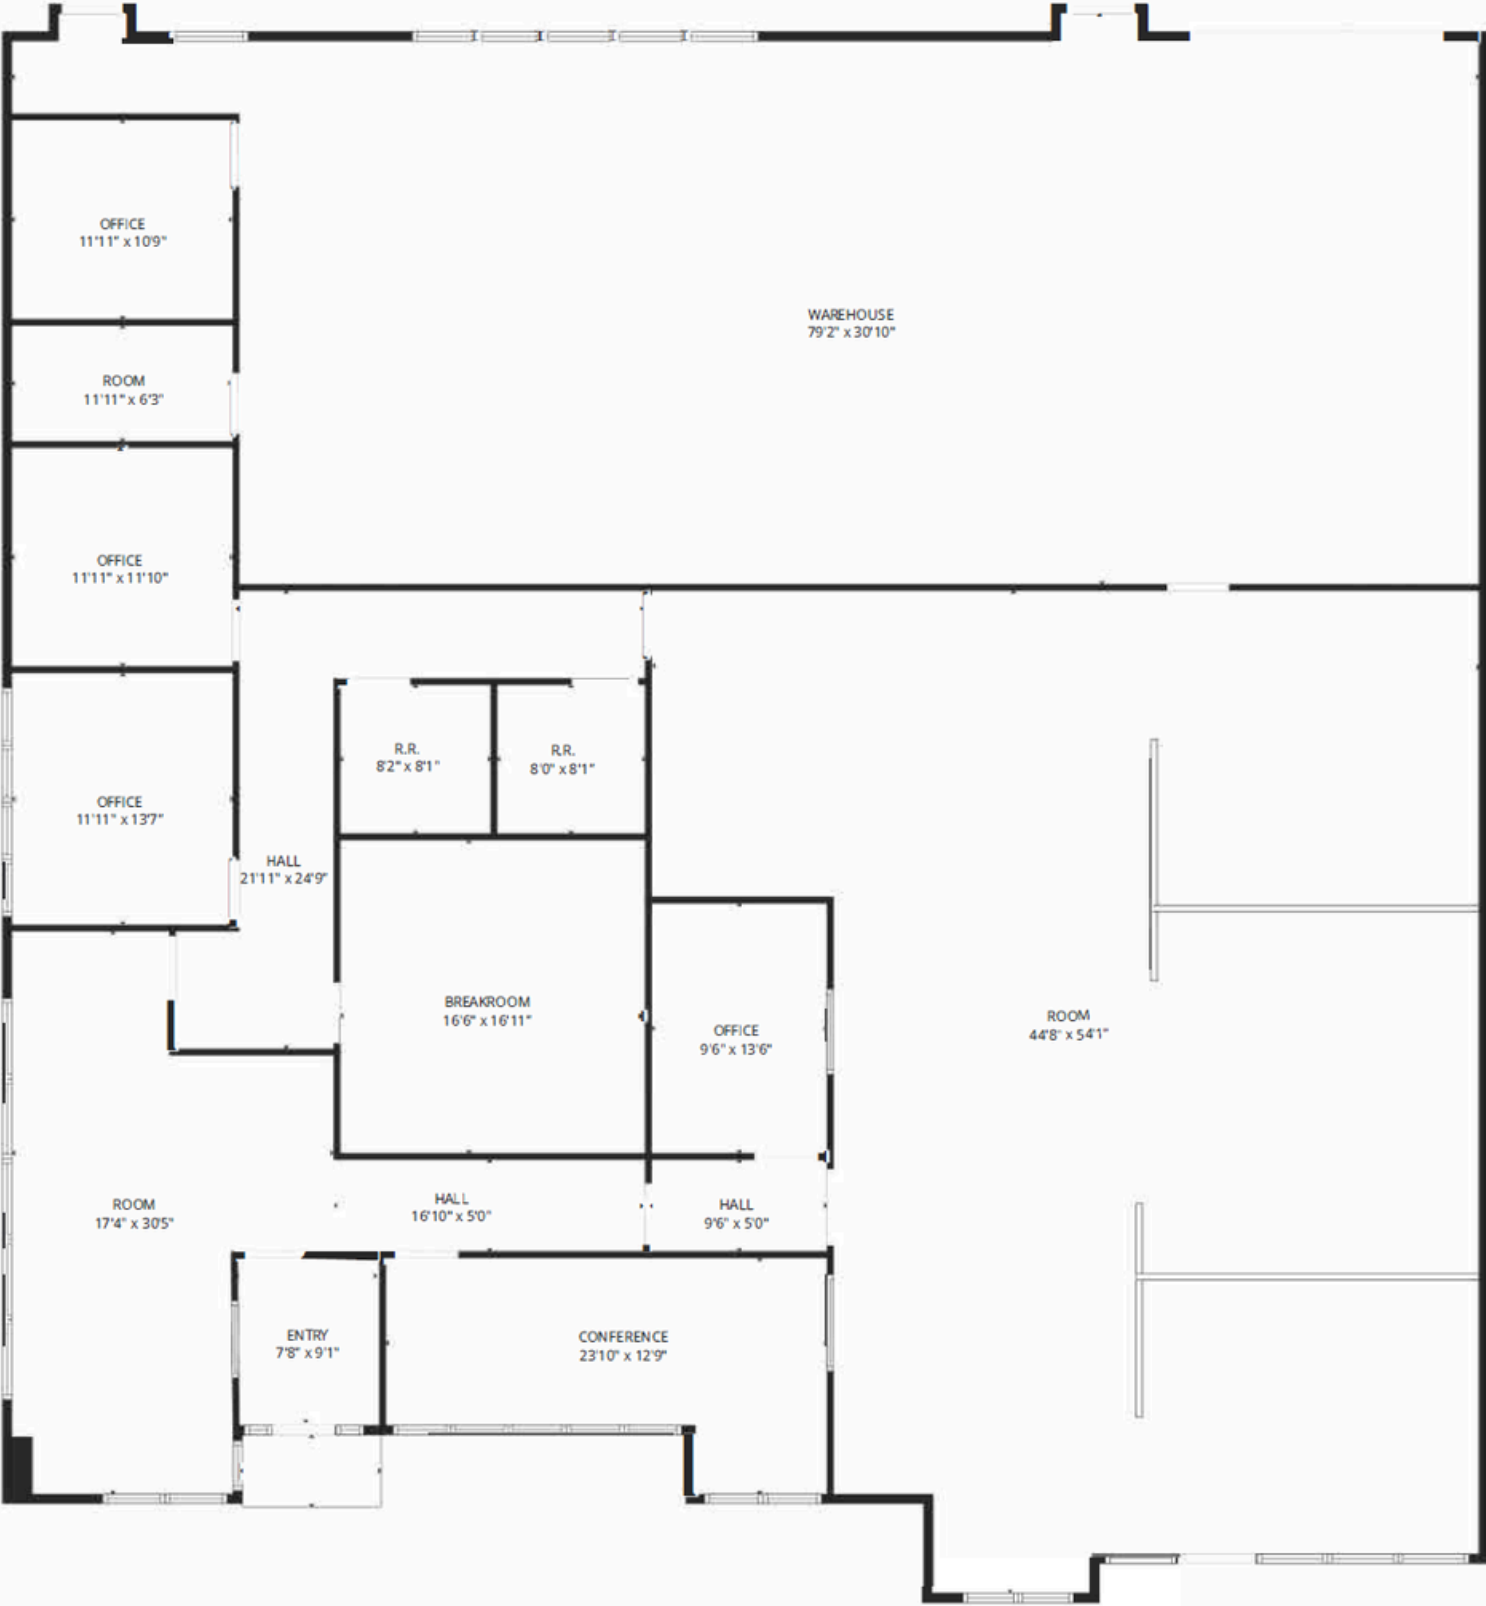 OFFICE
11'11" x 10'9"
WAREHOUSE
79'2" x 30'10"
ROOM
11'11" x 6'3"
OFFICE
11'11" x 11'10"
R.R.
8'2" x 8'1"
R.R.
8'0" x 8'1"
OFFICE
11'11" x 13'7"
HALL
21'11" x 24'9"
BREAKROOM
16'6" x 16'11"
OFFICE
9'6" x 13'6"
ROOM
44'8" x 54'1"
ROOM
17'4" x 30'5"
HALL
16'10" x 5'0"
HALL
9'6" x 5'0"
ENTRY
7'8" x 9'1"
CONFERENCE
23'10" x 12'9"